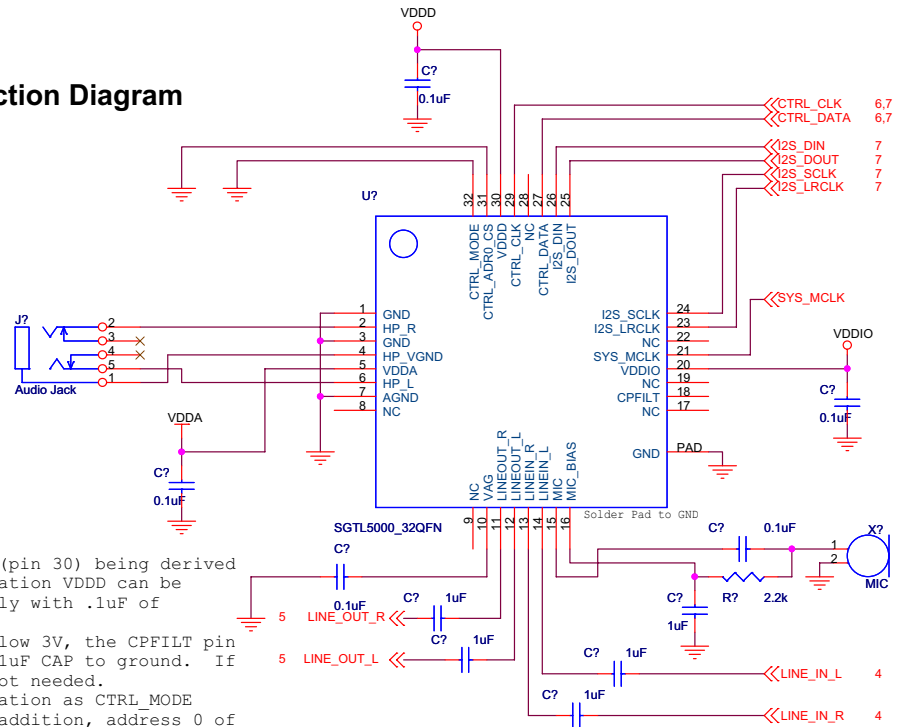 VDDD
C?
0.1uF
ction Diagram
CTRL_CLK 6,7
CTRL_DATA 6,7
I2S_DIN 7
I2S_DOUT 7
I2S_SCLK 7
I2S_LRCLK 7
U?
32 31 30 29 28 27 26 25
CTRL_MODE
CTRL_ADR0_CS
VDDD
CTRL_CLK
NC
CTRL_DATA
I2S_DIN
I2S_DOUT
1 GND
2 HP_R
3 GND
4 HP_VGND
5 VDDA
6 HP_L
7 AGND
8 NC
I2S_SCLK 24
I2S_LRCLK 23
NC 22
SYS_MCLK 21
VDDIO 20
NC 19
CPFILT 18
NC 17
GND PAD
SYS_MCLK
VDDIO
C?
0.1uF
J?
2
3
4
5
1
Audio Jack
VDDA
C?
0.1uF
NC
VAG
LINEOUT_R
LINEOUT_L
LINEIN_R
LINEIN_L
MIC
MIC_BIAS
9 10 11 12 13 14 15 16
SGTL5000_32QFN
Solder Pad to GND
C?
0.1uF
C? 0.1uF
X?
1
2
MIC
R? 2.2k
C?
1uF
5 LINE_OUT_R
C? 1uF
5 LINE_OUT_L
C? 1uF
C? 1uF
LINE_IN_L 4
C? 1uF
LINE_IN_R 4
(pin 30) being derived
ation VDDD can be
ly with .1uF of
low 3V, the CPFILT pin
1uF CAP to ground. If
ot needed.
ation as CTRL_MODE
addition, address 0 of